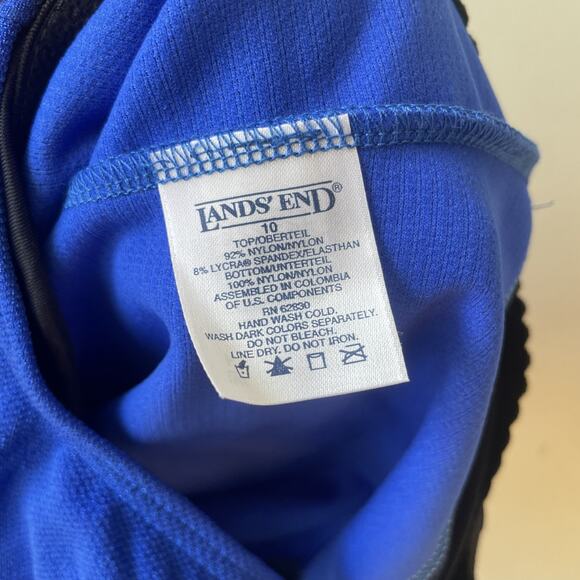 LANDS' END®
10
TOP/OBERTEIL
92% NYLON/NYLON
8% LYCRA® SPANDEX/ELASTHAN
BOTTOM/UNTERTEIL
100% NYLON/NYLON
ASSEMBLED IN COLOMBIA
OF U.S. COMPONENTS
RN 62830
HAND WASH COLD.
WASH DARK COLORS SEPARATELY.
DO NOT BLEACH.
LINE DRY. DO NOT IRON.